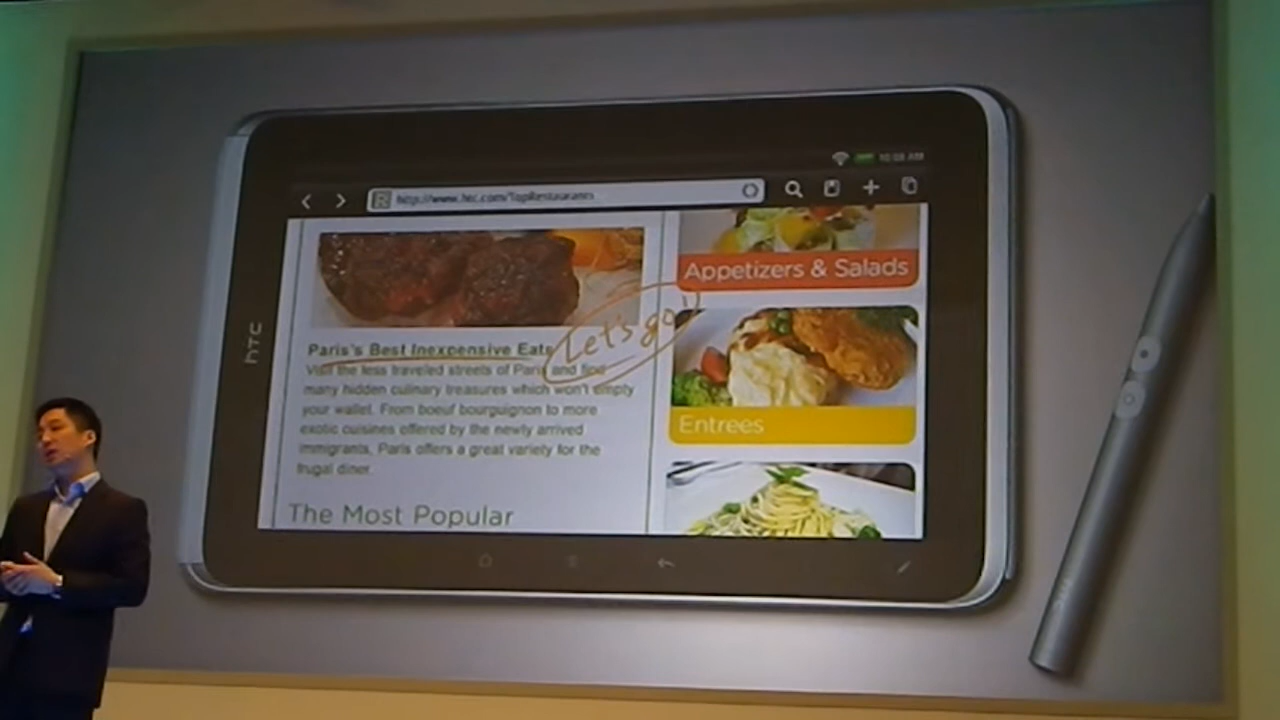 10:08 AM
http://www.htc.com/TopRestaurants
Appetizers & Salads
Let's go!
htc
Paris's Best Inexpensive Eats
Visit the less traveled streets of Paris and find
many hidden culinary treasures which won't empty
your wallet. From boeuf bourguignon to more
exotic cuisines offered by the newly arrived
immigrants, Paris offers a great variety for the
frugal diner.
Entrees
The Most Popular